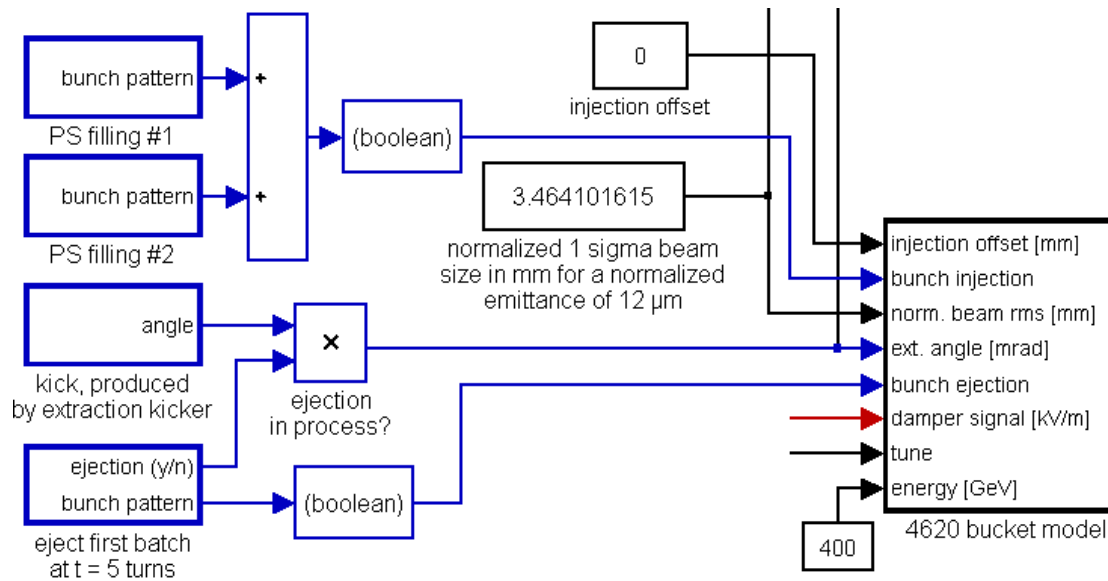 bunch pattern
+
PS filling #1
bunch pattern
+
PS filling #2
(boolean)
0
injection offset
3.464101615
normalized 1 sigma beam
size in mm for a normalized
emittance of 12 µm
angle
kick, produced
by extraction kicker
×
ejection
in process?
ejection (y/n)
bunch pattern
eject first batch
at t = 5 turns
(boolean)
injection offset [mm]
bunch injection
norm. beam rms [mm]
ext. angle [mrad]
bunch ejection
damper signal [kV/m]
tune
energy [GeV]
4620 bucket model
400